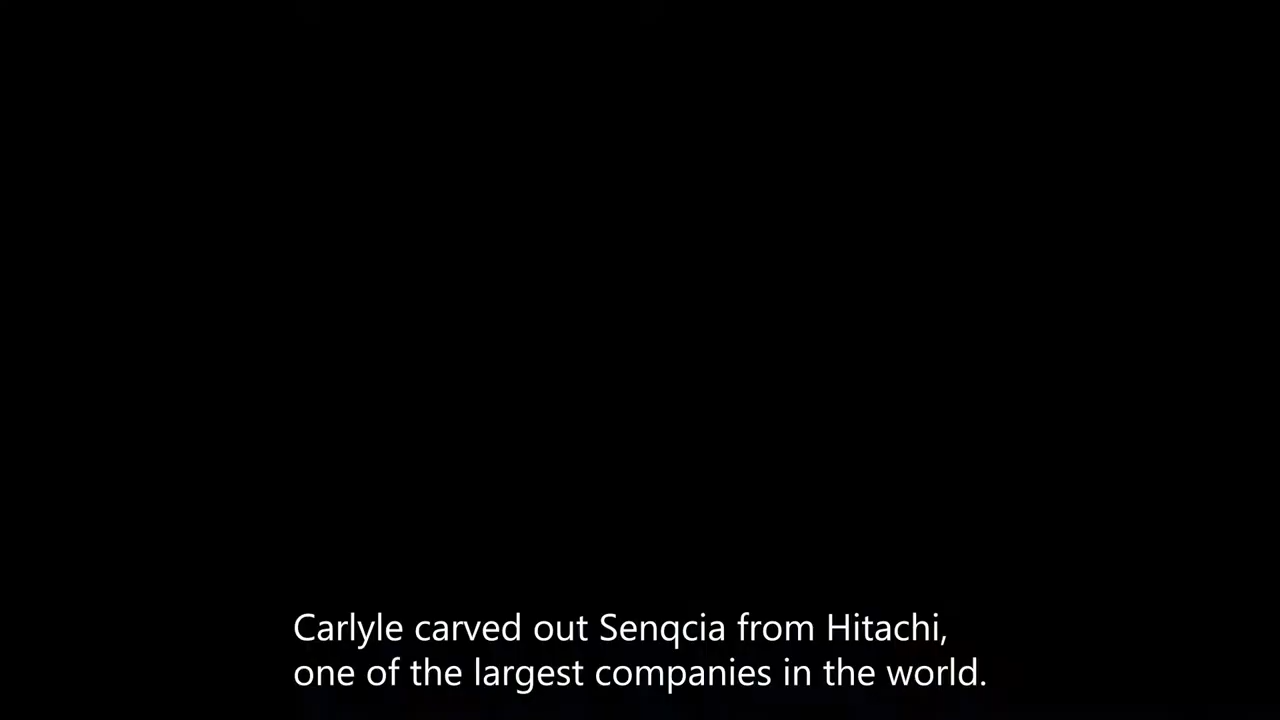 Carlyle carved out Senqcia from Hitachi,
one of the largest companies in the world.